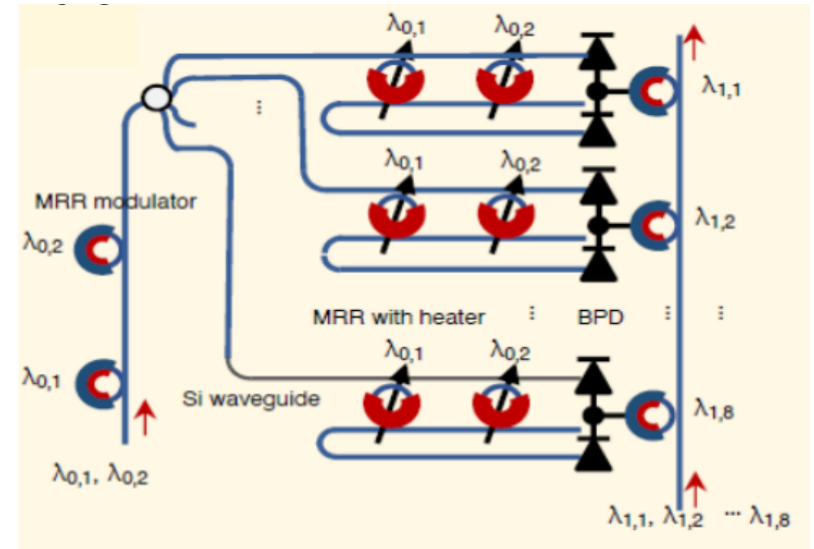 λ0,1 λ0,2
λ1,1
⋮
λ0,1 λ0,2
MRR modulator
λ1,2
λ0,2
MRR with heater ⋮ BPD ⋮ ⋮
λ0,1 λ0,2
λ0,1
Si waveguide
λ1,8
λ0,1, λ0,2
λ1,1, λ1,2 ··· λ1,8